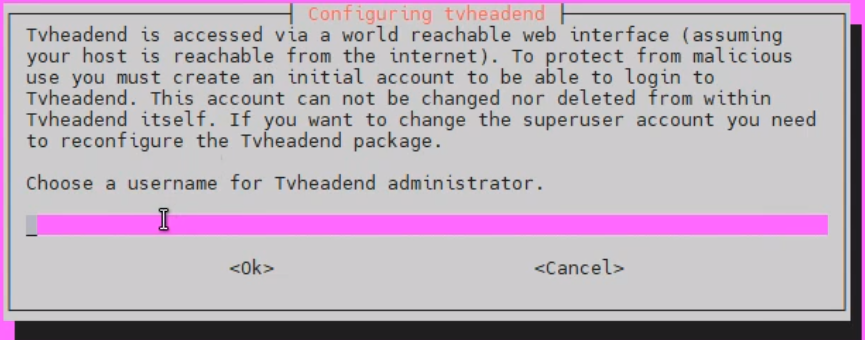 Configuring tvheadend
Tvheadend is accessed via a world reachable web interface (assuming
your host is reachable from the internet). To protect from malicious
use you must create an initial account to be able to login to
Tvheadend. This account can not be changed nor deleted from within
Tvheadend itself. If you want to change the superuser account you need
to reconfigure the Tvheadend package.
Choose a username for Tvheadend administrator.
<Ok> <Cancel>